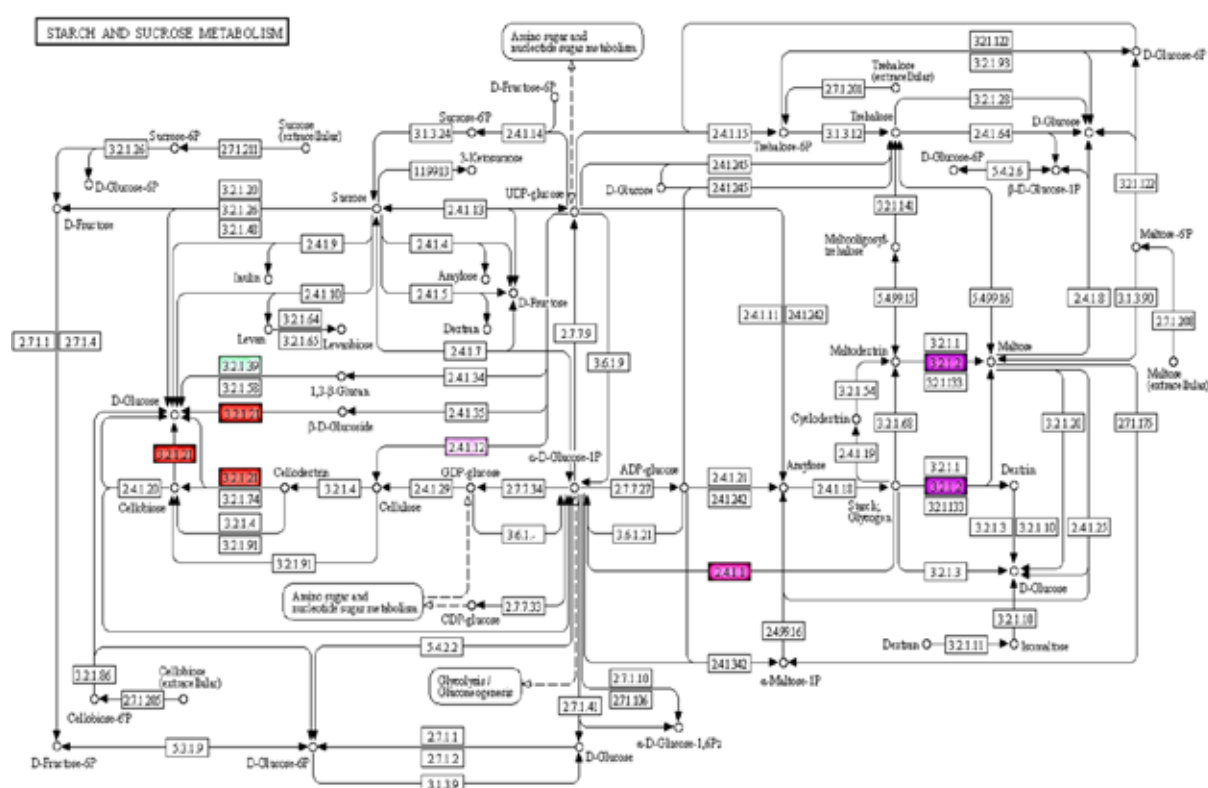 STARCH AND SUCROSE METABOLISM
Amino sugar and
nucleotide sugar metabolism
D-Fructose-6P
Sucrose-6P
3.1.3.24
2.4.1.14
Sucrose-6P
Sucrose
(extracellular)
3.2.1.26
2.7.1.211
D-Glucose-6P
3-Ketosucrose
1.1.99.13
UDP-glucose
3.2.1.20
3.2.1.26
3.2.1.48
D-Fructose
Sucrose
2.4.1.13
2.4.1.9
2.4.1.4
Inulin
Amylose
2.4.1.10
2.4.1.5
D-Fructose
Levan
3.2.1.64
3.2.1.65
Levanbiose
Dextran
2.4.1.7
2.7.1.1
2.7.1.4
3.2.1.39
3.2.1.58
1,3-β-Glucan
2.4.1.34
D-Glucose
3.2.1.21
β-D-Glucoside
2.4.1.35
3.2.1.21
2.4.1.12
3.2.1.21
3.2.1.74
3.2.1.4
3.2.1.91
Cellodextrin
3.2.1.4
Cellulose
2.4.1.29
GDP-glucose
2.7.7.34
α-D-Glucose-1P
2.4.1.20
Cellobiose
3.2.1.91
3.6.1.-
Amino sugar and
nucleotide sugar metabolism
CDP-glucose
2.7.7.33
5.4.2.2
Glycolysis /
Gluconeogenesis
3.2.1.86
Cellobiose
(extracellular)
2.7.1.205
Cellobiose-6'P
D-Fructose-6P
5.3.1.9
D-Glucose-6P
2.7.1.1
2.7.1.2
3.1.3.9
D-Glucose
2.7.1.41
2.7.1.10
2.7.1.106
α-D-Glucose-1,6P2
3.2.1.122
3.2.1.93
D-Glucose-6P
Trehalose
(extracellular)
2.7.1.201
3.2.1.28
2.4.1.15
Trehalose-6P
3.1.3.12
Trehalose
2.4.1.64
D-Glucose
2.4.1.245
2.4.1.245
D-Glucose
D-Glucose-6P
5.4.2.6
β-D-Glucose-1P
3.2.1.122
3.2.1.141
Maltooligosyl-
trehalose
Maltose-6'P
5.4.99.15
5.4.99.16
2.4.1.8
3.1.3.90
2.7.1.208
Maltose
(extracellular)
2.7.7.9
3.6.1.9
2.4.1.11
2.4.1.242
Maltodextrin
3.2.1.1
3.2.1.2
3.2.1.133
Maltose
3.2.1.54
Cyclodextrin
3.2.1.68
3.2.1.20
2.7.1.175
2.4.1.19
ADP-glucose
2.7.7.27
2.4.1.21
2.4.1.242
Amylose
2.4.1.18
Starch,
Glycogen
3.2.1.1
3.2.1.2
3.2.1.133
Dextrin
3.2.1.3
3.2.1.10
2.4.1.25
3.6.1.21
2.4.1.1
3.2.1.3
D-Glucose
2.4.99.16
3.2.1.10
Dextran
3.2.1.11
Isomaltose
2.4.1.342
α-Maltose-1P